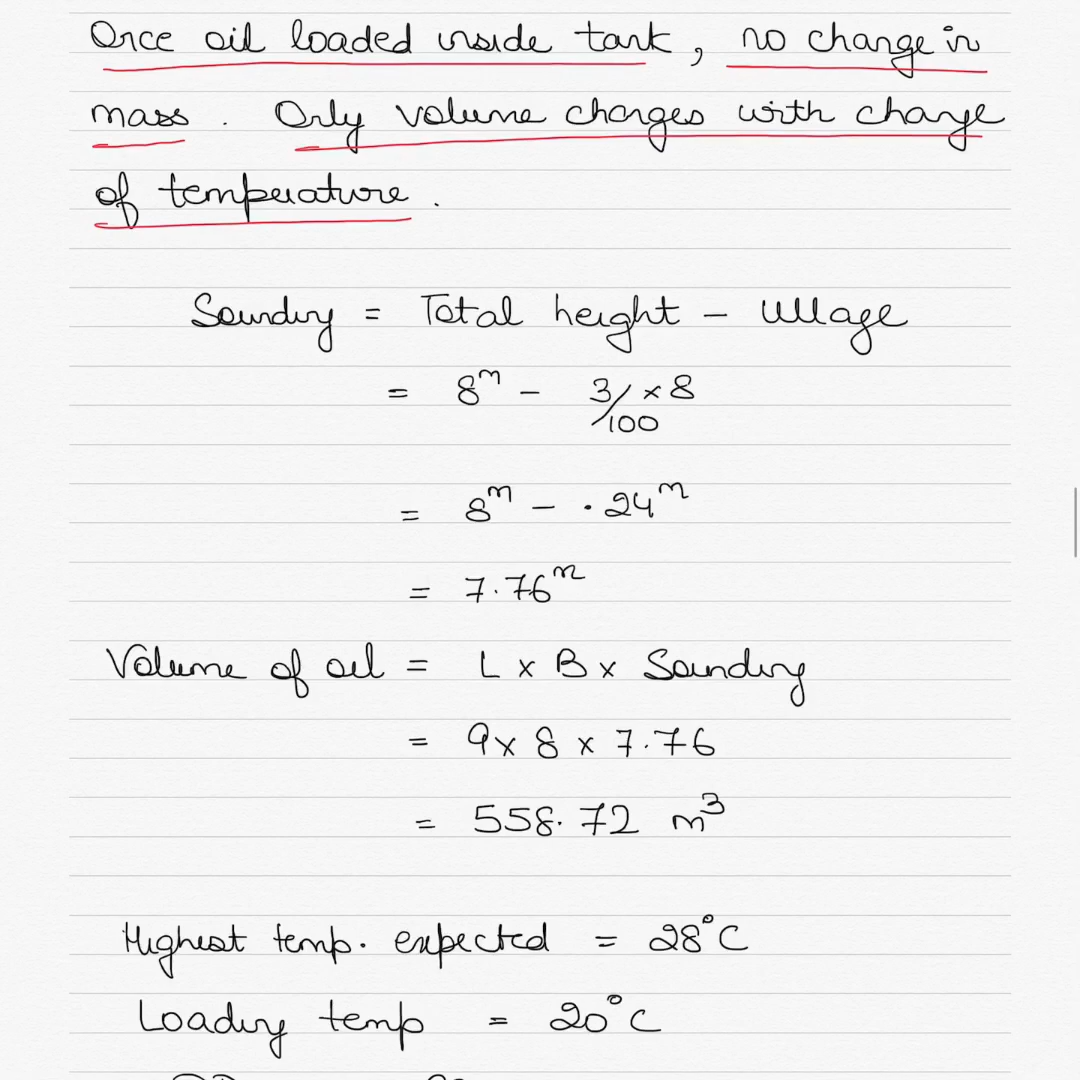 Once oil loaded inside tank, no change in
mass. Only volume changes with change
of temperature.
Sounding = Total height - Ullage
= 8ᵐ - 3/100 × 8
= 8ᵐ - .24ᵐ
= 7.76ᵐ
Volume of oil = L × B × Sounding
= 9 × 8 × 7.76
= 558.72 m³
Highest temp. expected = 28°C
Loading temp = 20°C